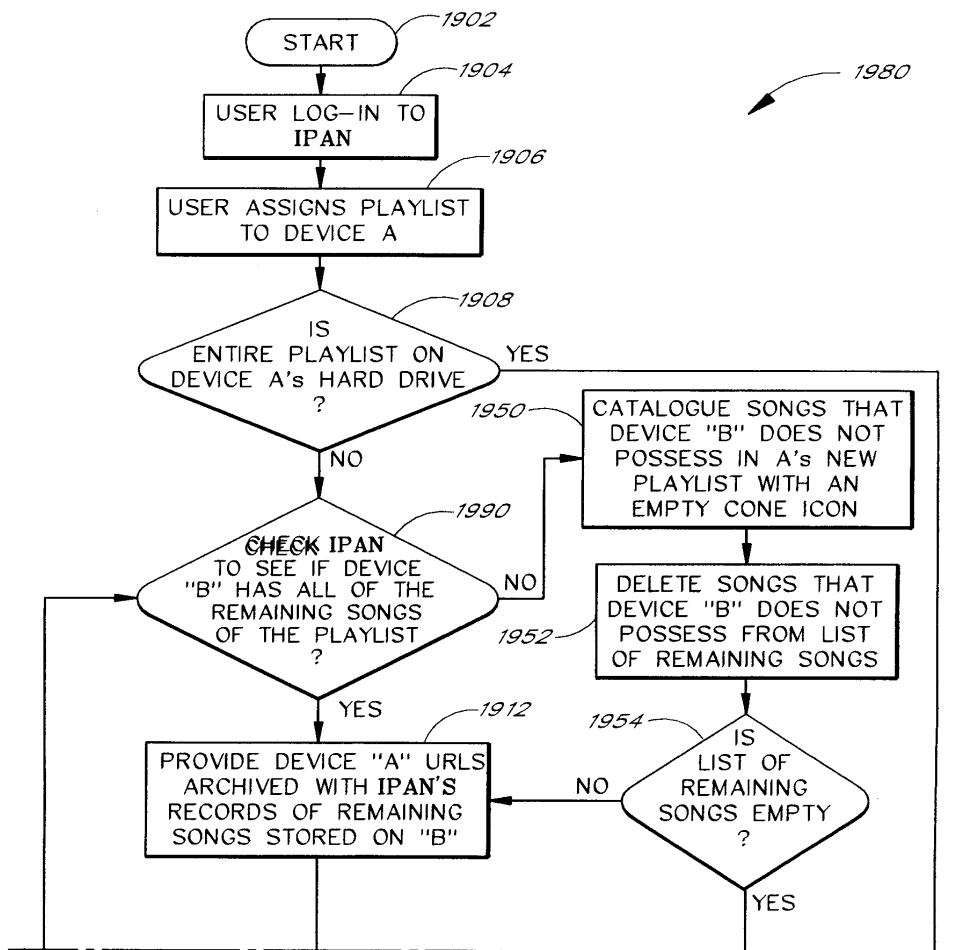 1902
START
1904
1980
USER LOG-IN TO
IPAN
1906
USER ASSIGNS PLAYLIST
TO DEVICE A
1908
IS
ENTIRE PLAYLIST ON
DEVICE A's HARD DRIVE
?
YES
NO
1950
CATALOGUE SONGS THAT
DEVICE "B" DOES NOT
POSSESS IN A's NEW
PLAYLIST WITH AN
EMPTY CONE ICON
1990
CHECK IPAN
TO SEE IF DEVICE
"B" HAS ALL OF THE
REMAINING SONGS
OF THE PLAYLIST
?
NO
YES
1952
DELETE SONGS THAT
DEVICE "B" DOES NOT
POSSESS FROM LIST
OF REMAINING SONGS
1912
PROVIDE DEVICE "A" URLS
ARCHIVED WITH IPAN'S
RECORDS OF REMAINING
SONGS STORED ON "B"
1954
IS
LIST OF
REMAINING
SONGS EMPTY
?
NO
YES